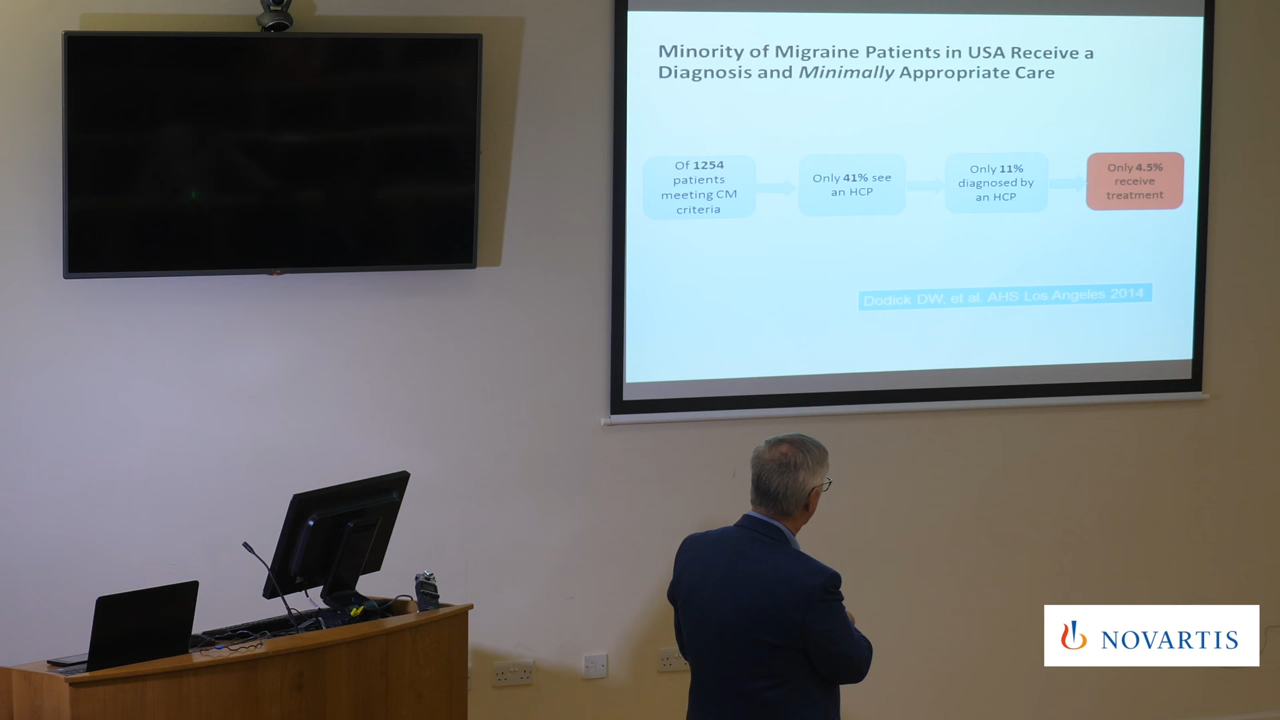 Minority of Migraine Patients in USA Receive a
Diagnosis and Minimally Appropriate Care
Of 1254
patients
meeting CM
criteria
Only 41% see
an HCP
Only 11%
diagnosed by
an HCP
Only 4.5%
receive
treatment
Dodick DW, et al. AHS Los Angeles 2014
NOVARTIS